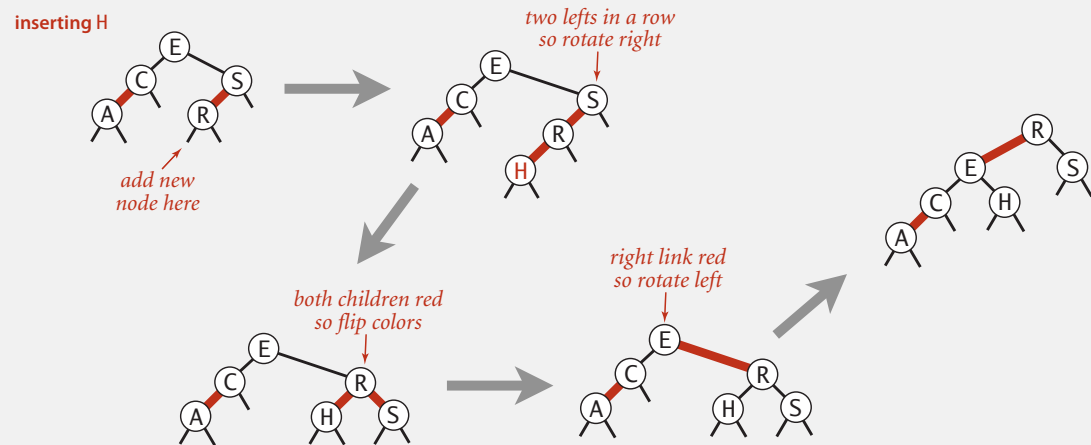 inserting H
E
C
S
A
R
add new
node here
two lefts in a row
so rotate right
E
C
S
A
R
H
both children red
so flip colors
E
C
R
A
H
S
right link red
so rotate left
E
C
R
A
H
S
R
E
S
C
H
A